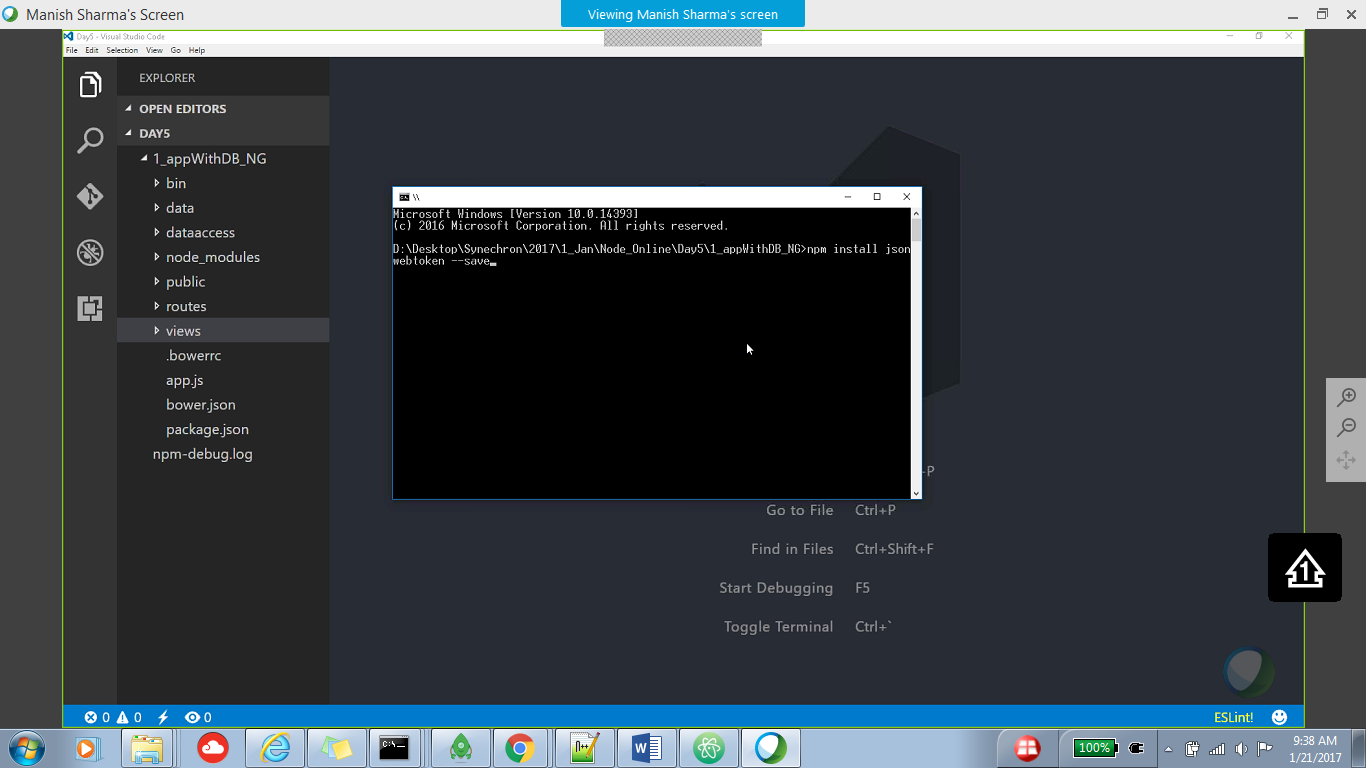 Manish Sharma's Screen
Viewing Manish Sharma's screen
Day5 - Visual Studio Code
File Edit Selection View Go Help
EXPLORER
OPEN EDITORS
DAY5
1_appWithDB_NG
bin
data
dataaccess
node_modules
public
routes
views
.bowerrc
app.js
bower.json
package.json
npm-debug.log
\\
Microsoft Windows [Version 10.0.14393]
(c) 2016 Microsoft Corporation. All rights reserved.
D:\Desktop\Synechron\2017\1_Jan\Node_Online\Day5\1_appWithDB_NG>npm install json
webtoken --save
-P
Go to File Ctrl+P
Find in Files Ctrl+Shift+F
Start Debugging F5
Toggle Terminal Ctrl+`
1
0 0 0
ESLint!
C:\
100%
9:38 AM
1/21/2017